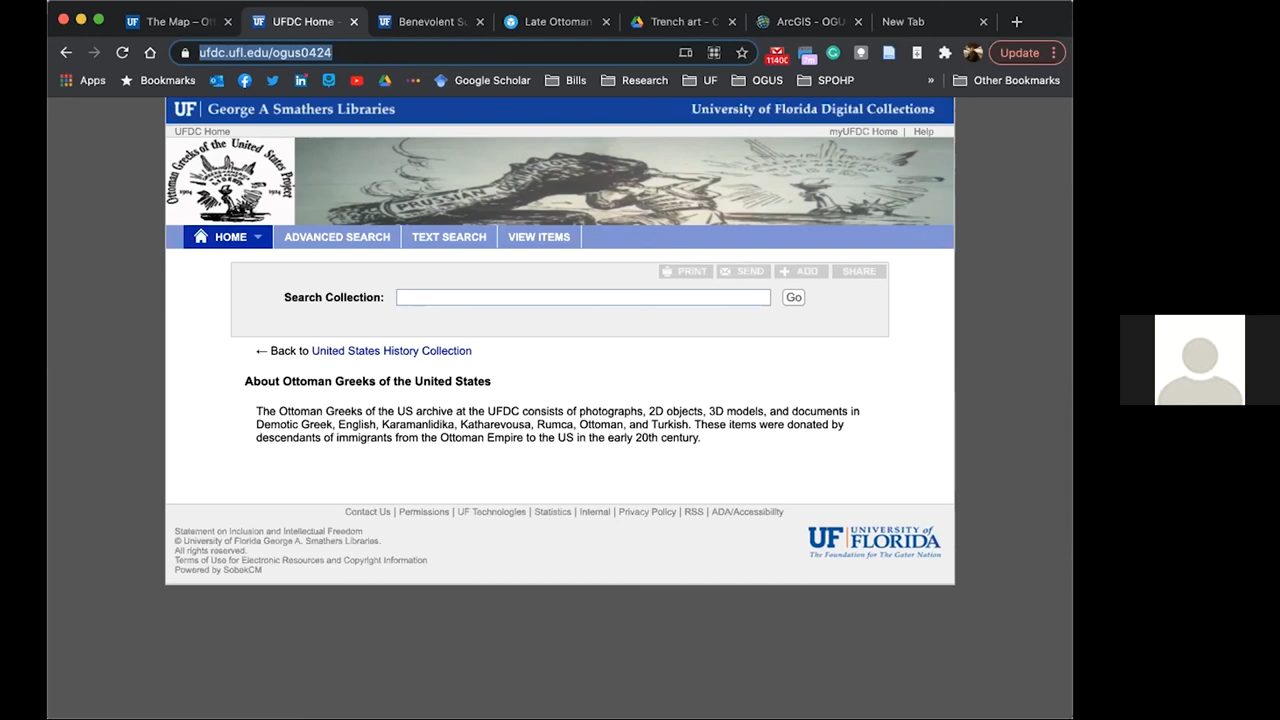 The Map – Ott
UFDC Home -
Benevolent So
Late Ottoman
Trench art - C
ArcGIS - OGU
New Tab
ufdc.ufl.edu/ogus0424
11400
Update
Apps
Bookmarks
Google Scholar
Bills
Research
UF
OGUS
SPOHP
»
Other Bookmarks
UF George A Smathers Libraries
University of Florida Digital Collections
UFDC Home
myUFDC Home | Help
Ottoman Greeks of the United States Project
1904 1924
PRUSSIAN
HOME
ADVANCED SEARCH
TEXT SEARCH
VIEW ITEMS
PRINT
SEND
ADD
SHARE
Search Collection:
Go
← Back to United States History Collection
About Ottoman Greeks of the United States
The Ottoman Greeks of the US archive at the UFDC consists of photographs, 2D objects, 3D models, and documents in
Demotic Greek, English, Karamanlidika, Katharevousa, Rumca, Ottoman, and Turkish. These items were donated by
descendants of immigrants from the Ottoman Empire to the US in the early 20th century.
Contact Us | Permissions | UF Technologies | Statistics | Internal | Privacy Policy | RSS | ADA/Accessibility
Statement on Inclusion and Intellectual Freedom
© University of Florida George A. Smathers Libraries.
All rights reserved.
Terms of Use for Electronic Resources and Copyright Information
Powered by SobekCM
UF UNIVERSITY of
FLORIDA
The Foundation for The Gator Nation